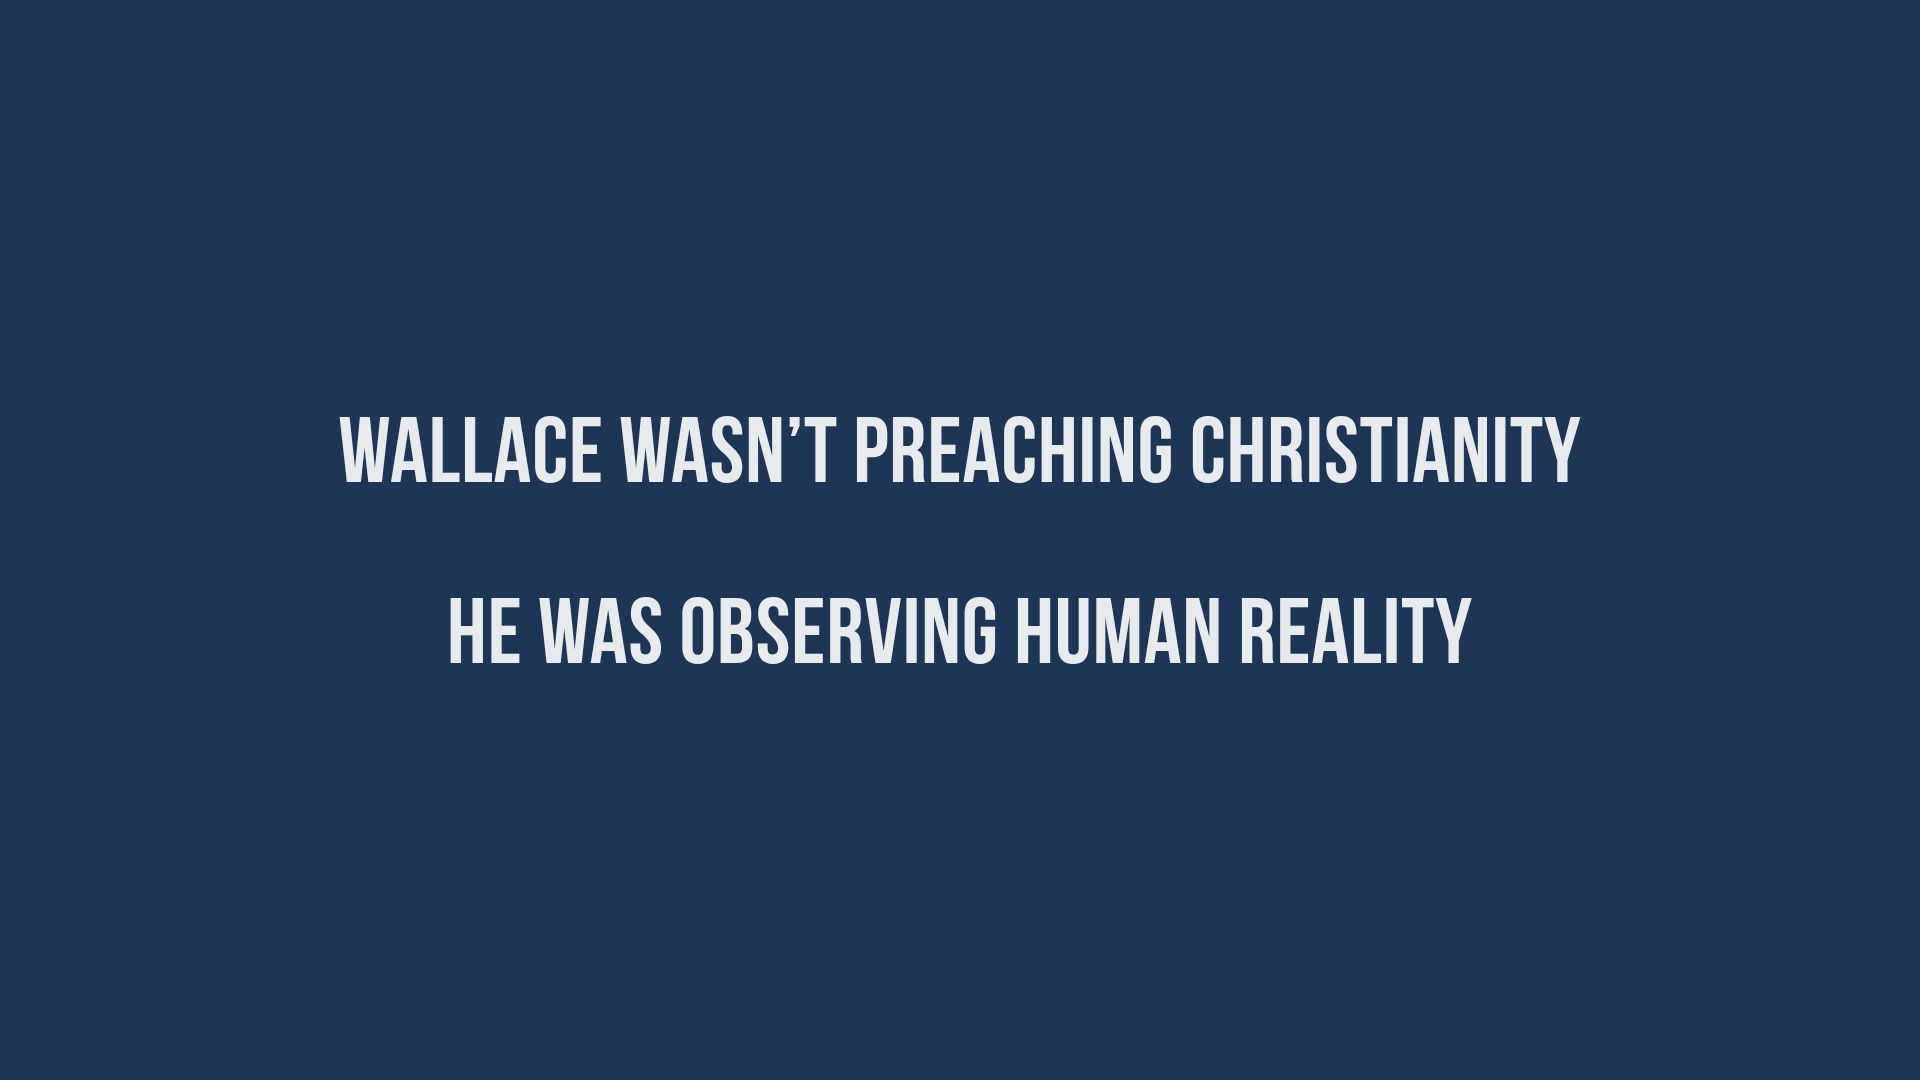 WALLACE WASN’T PREACHING CHRISTIANITY
HE WAS OBSERVING HUMAN REALITY